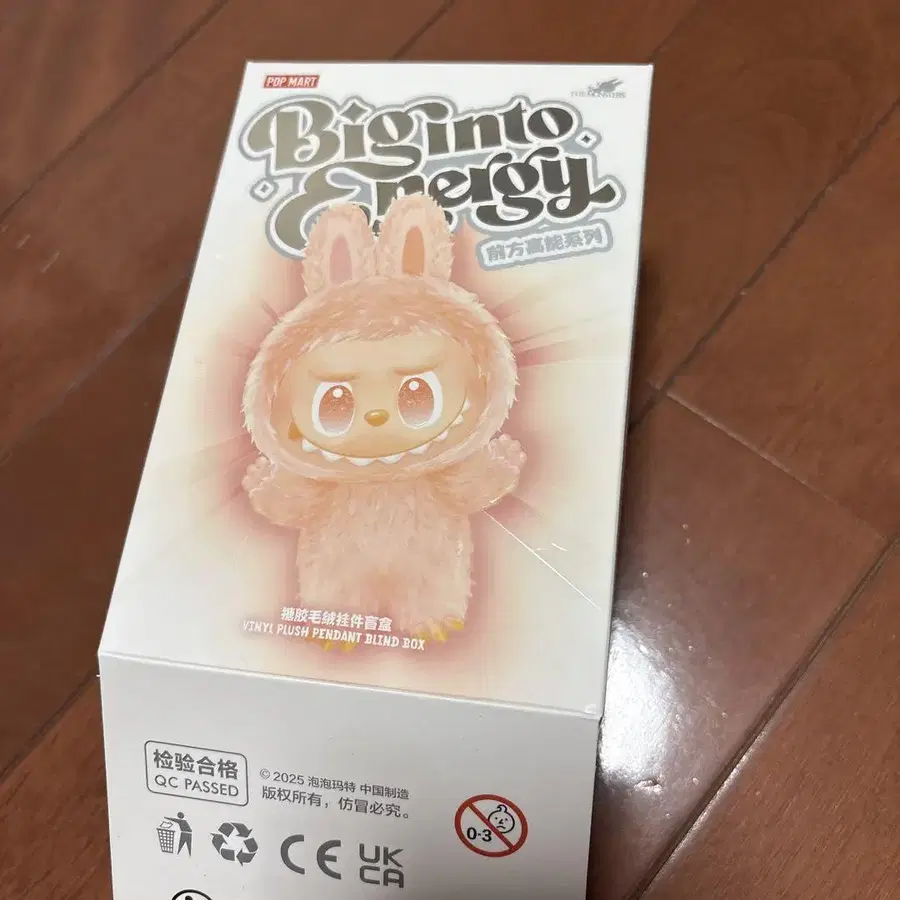 POP MART
THE MONSTERS
Big into
Energy
前方高能系列
搪胶毛绒挂件盲盒
VINYL PLUSH PENDANT BLIND BOX
检验合格
QC PASSED
© 2025 泡泡玛特 中国制造
版权所有，仿冒必究。
0-3
CE
UK
CA